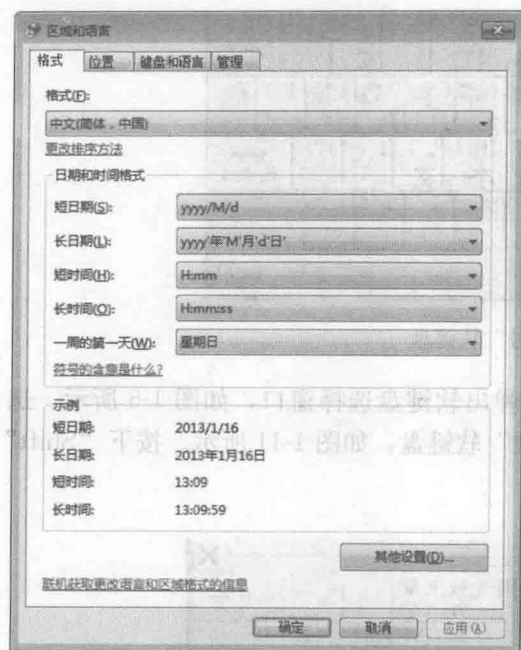 区域和语言
格式 位置 键盘和语言 管理
格式(F):
中文(简体，中国)
更改排序方法
日期和时间格式
短日期(S): yyyy/M/d
长日期(L): yyyy'年'M'月'd'日'
短时间(H): H:mm
长时间(O): H:mm:ss
一周的第一天(W): 星期日
符号的含意是什么?
示例
短日期: 2013/1/16
长日期: 2013年1月16日
短时间: 13:09
长时间: 13:09:59
其他设置(D)...
联机获取更改语言和区域格式的信息
确定 取消 应用(A)